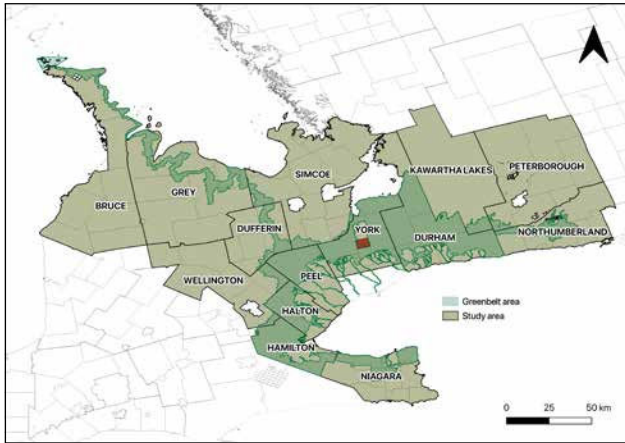 SIMCOE
KAWARTHA LAKES
PETERBOROUGH
GREY
BRUCE
DUFFERIN
YORK
DURHAM
NORTHUMBERLAND
WELLINGTON
PEEL
HALTON
HAMILTON
NIAGARA
Greenbelt area
Study area
0 25 50 km